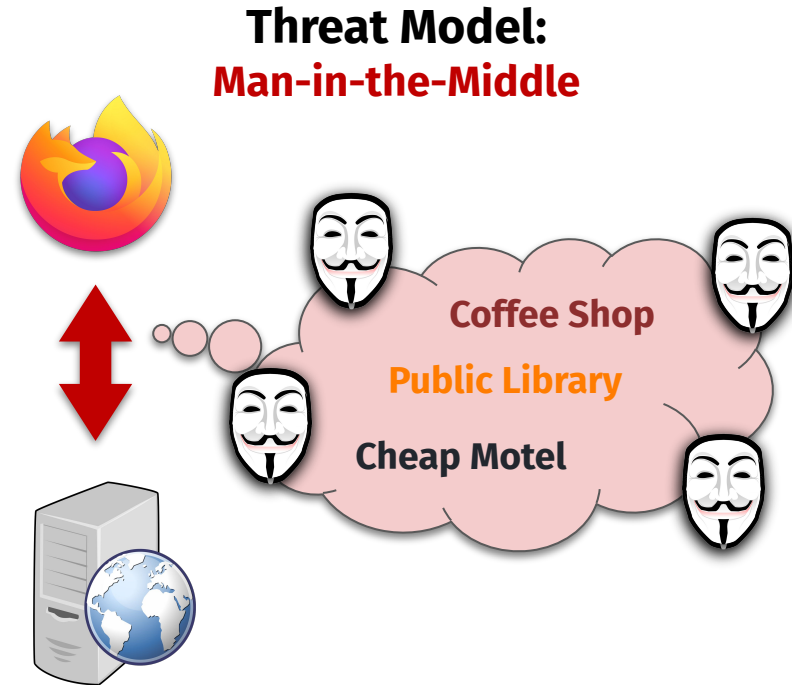 Threat Model:
Man-in-the-Middle
Coffee Shop
Public Library
Cheap Motel